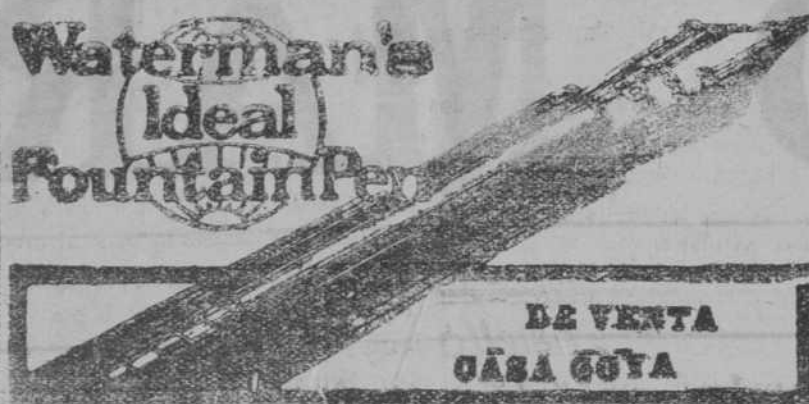 Waterman's
Ideal
Fountain Pen
DE VENTA
CASA GOYA